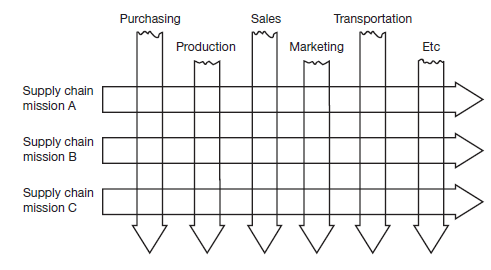 Purchasing
Sales
Transportation
Production
Marketing
Etc
Supply chain
mission A
Supply chain
mission B
Supply chain
mission C